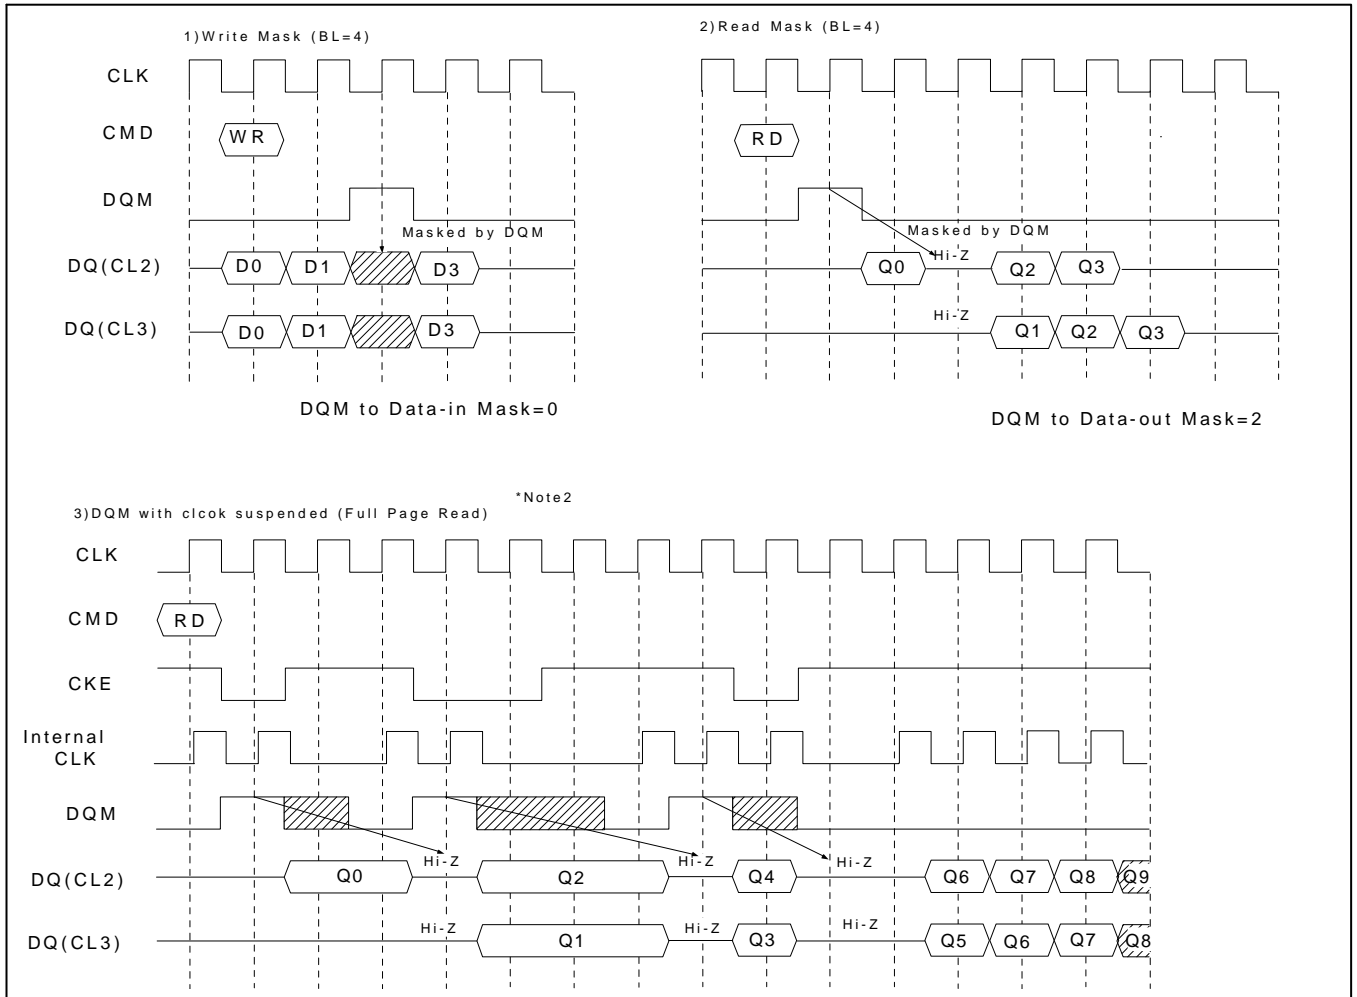 1)Write Mask (BL=4)
CLK
CMD
WR
DQM
Masked by DQM
DQ(CL2)
D0 D1 D3
DQ(CL3)
D0 D1 D3
DQM to Data-in Mask=0
2)Read Mask (BL=4)
RD
Masked by DQM
Hi-Z
Q0 Q2 Q3
Hi-Z
Q1 Q2 Q3
DQM to Data-out Mask=2
*Note2
3)DQM with clcok suspended (Full Page Read)
CLK
CMD
RD
CKE
Internal
CLK
DQM
Hi-Z Hi-Z Hi-Z
DQ(CL2)
Q0 Q2 Q4 Q6 Q7 Q8 Q9
Hi-Z Hi-Z Hi-Z
DQ(CL3)
Q1 Q3 Q5 Q6 Q7 Q8